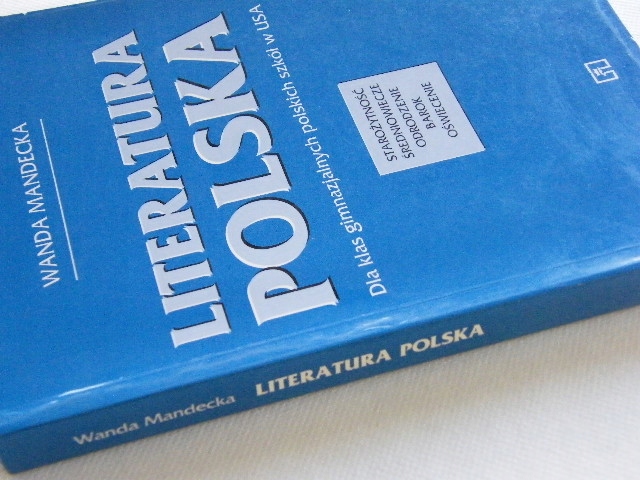 WANDA MANDECKA
LITERATURA
POLSKA
Dla klas gimnazjalnych polskich szkół w USA
STAROŻYTNOŚĆ
ŚREDNIOWIECZE
ODRODZENIE
BAROK
OŚWIECENIE
Wanda Mandecka LITERATURA POLSKA